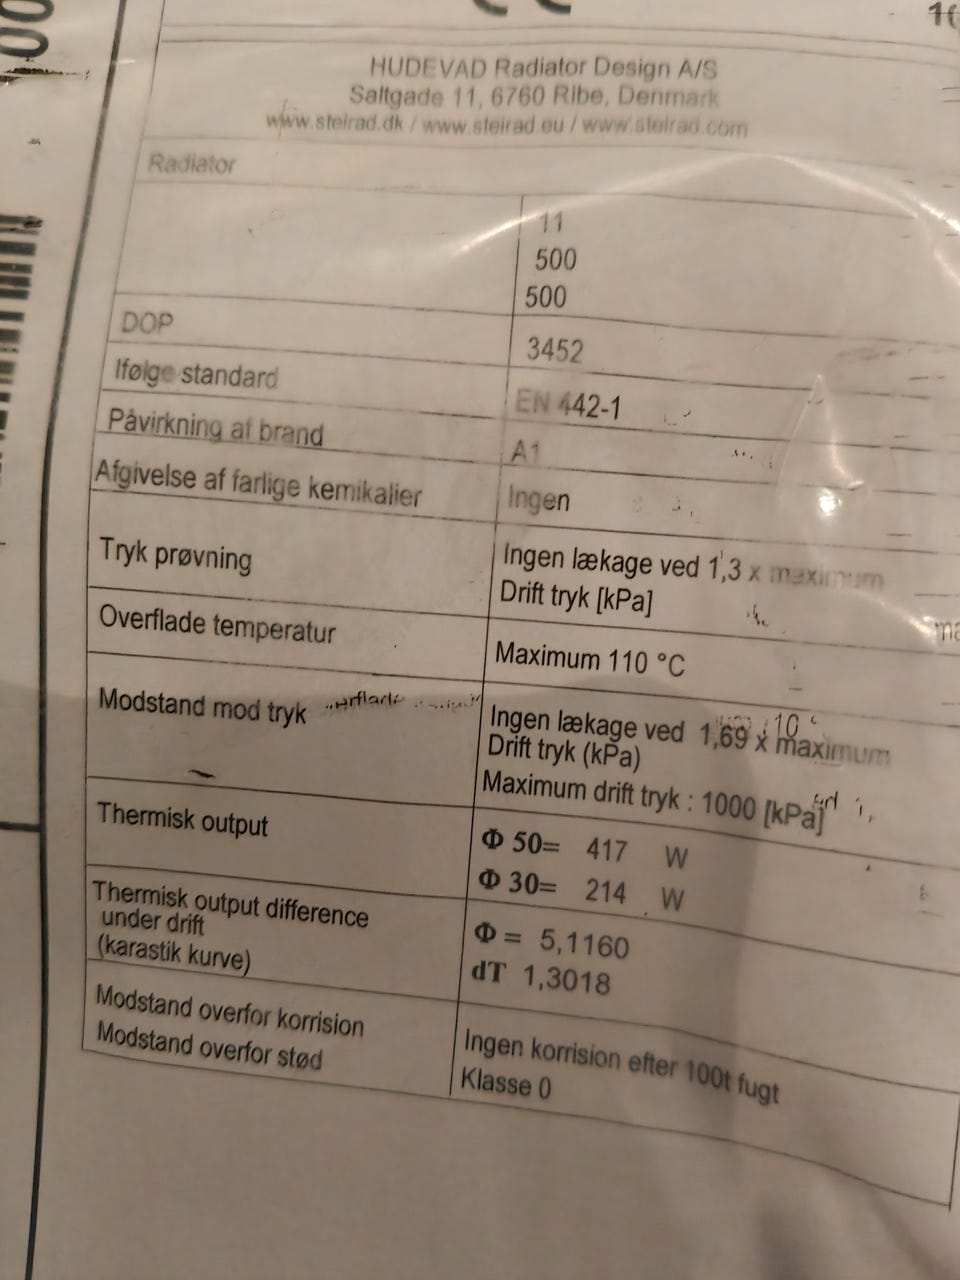 HUDEVAD Radiator Design A/S
Saltgade 11, 6760 Ribe, Denmark
www.stelrad.dk / www.stelrad.eu / www.stelrad.com
Radiator
11
500
500
DOP
3452
Ifølge standard
EN 442-1
Påvirkning af brand
A1
Afgivelse af farlige kemikalier
Ingen
Tryk prøvning
Ingen lækage ved 1,3 x maximum
Drift tryk [kPa]
Overflade temperatur
Maximum 110 °C
Modstand mod tryk
Ingen lækage ved 1,69 x maximum
Drift tryk (kPa)
Maximum drift tryk : 1000 [kPa]
Thermisk output
Φ 50= 417 W
Φ 30= 214 W
Thermisk output difference
under drift
(karastik kurve)
Φ = 5,1160
dT 1,3018
Modstand overfor korrision
Ingen korrision efter 100t fugt
Modstand overfor stød
Klasse 0